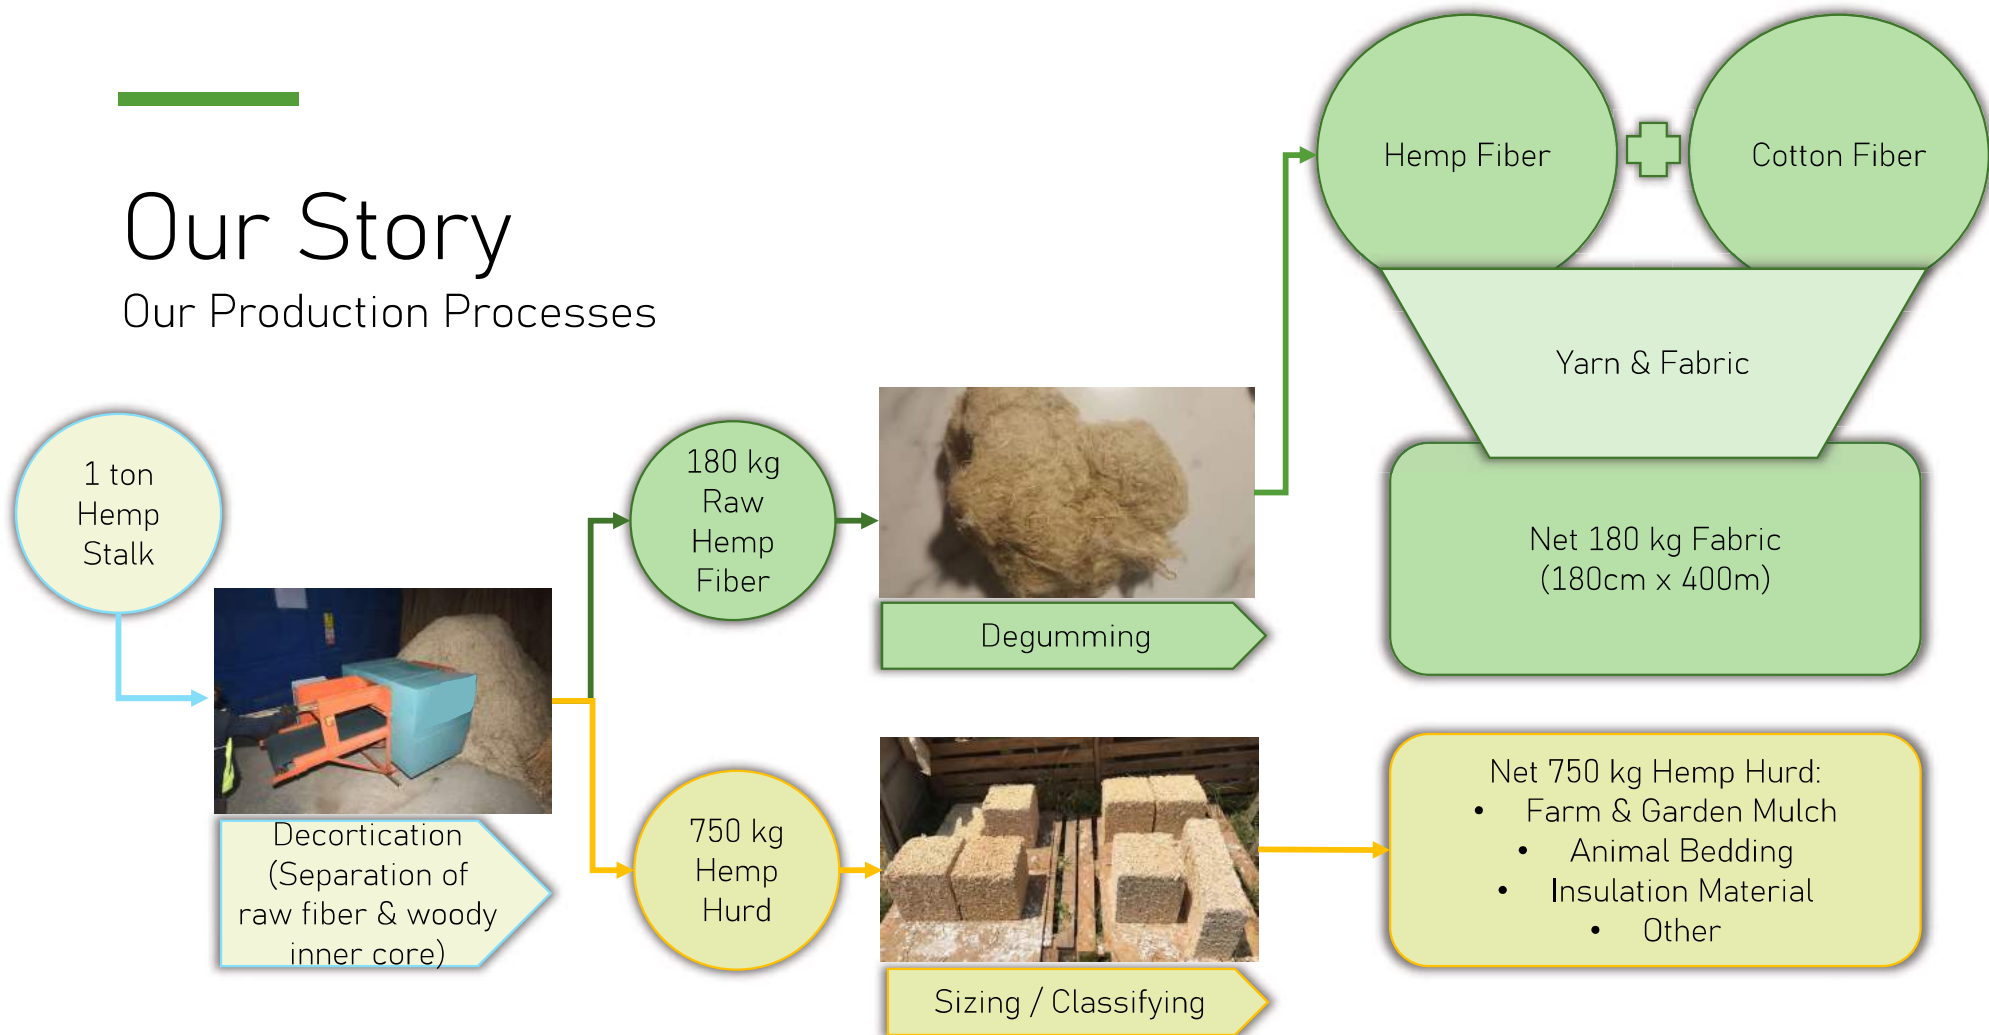 Our Story
Our Production Processes
1 ton
Hemp
Stalk
Decortication
(Separation of
raw fiber & woody
inner core)
180 kg
Raw
Hemp
Fiber
Degumming
Hemp Fiber
Cotton Fiber
Yarn & Fabric
Net 180 kg Fabric
(180cm x 400m)
750 kg
Hemp
Hurd
Sizing / Classifying
Net 750 kg Hemp Hurd:
• Farm & Garden Mulch
• Animal Bedding
• Insulation Material
• Other